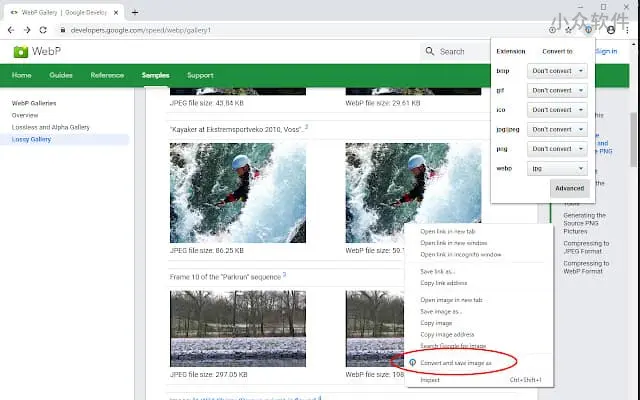 WebP Gallery | Google Develop
developers.google.com/speed/webp/gallery1
小众软件
WebP
Search
Sign in
Home
Guides
Reference
Samples
Support
WebP Galleries
Overview
Lossless and Alpha Gallery
Lossy Gallery
JPEG file size: 43.84 KB
WebP file size: 29.61 KB
"Kayaker at Ekstremsportveko 2010, Voss". 2
JPEG file size: 86.25 KB
WebP file size: 59.
Frame 10 of the "Parkrun" sequence 3
JPEG file size: 297.05 KB
WebP file size: 198
Extension
Convert to
bmp
Don't convert
gif
Don't convert
ico
Don't convert
jpg|jpeg
Don't convert
png
Don't convert
webp
jpg
Advanced
Open link in new tab
Open link in new window
Open link in incognito window
Save link as...
Copy link address
Open image in new tab
Save image as...
Copy image
Copy image address
Search Google for image
Convert and save image as
Inspect
Ctrl+Shift+I
Tools
Generating the
Source PNG
Pictures
Compressing to
JPEG Format
Compressing to
WebP Format